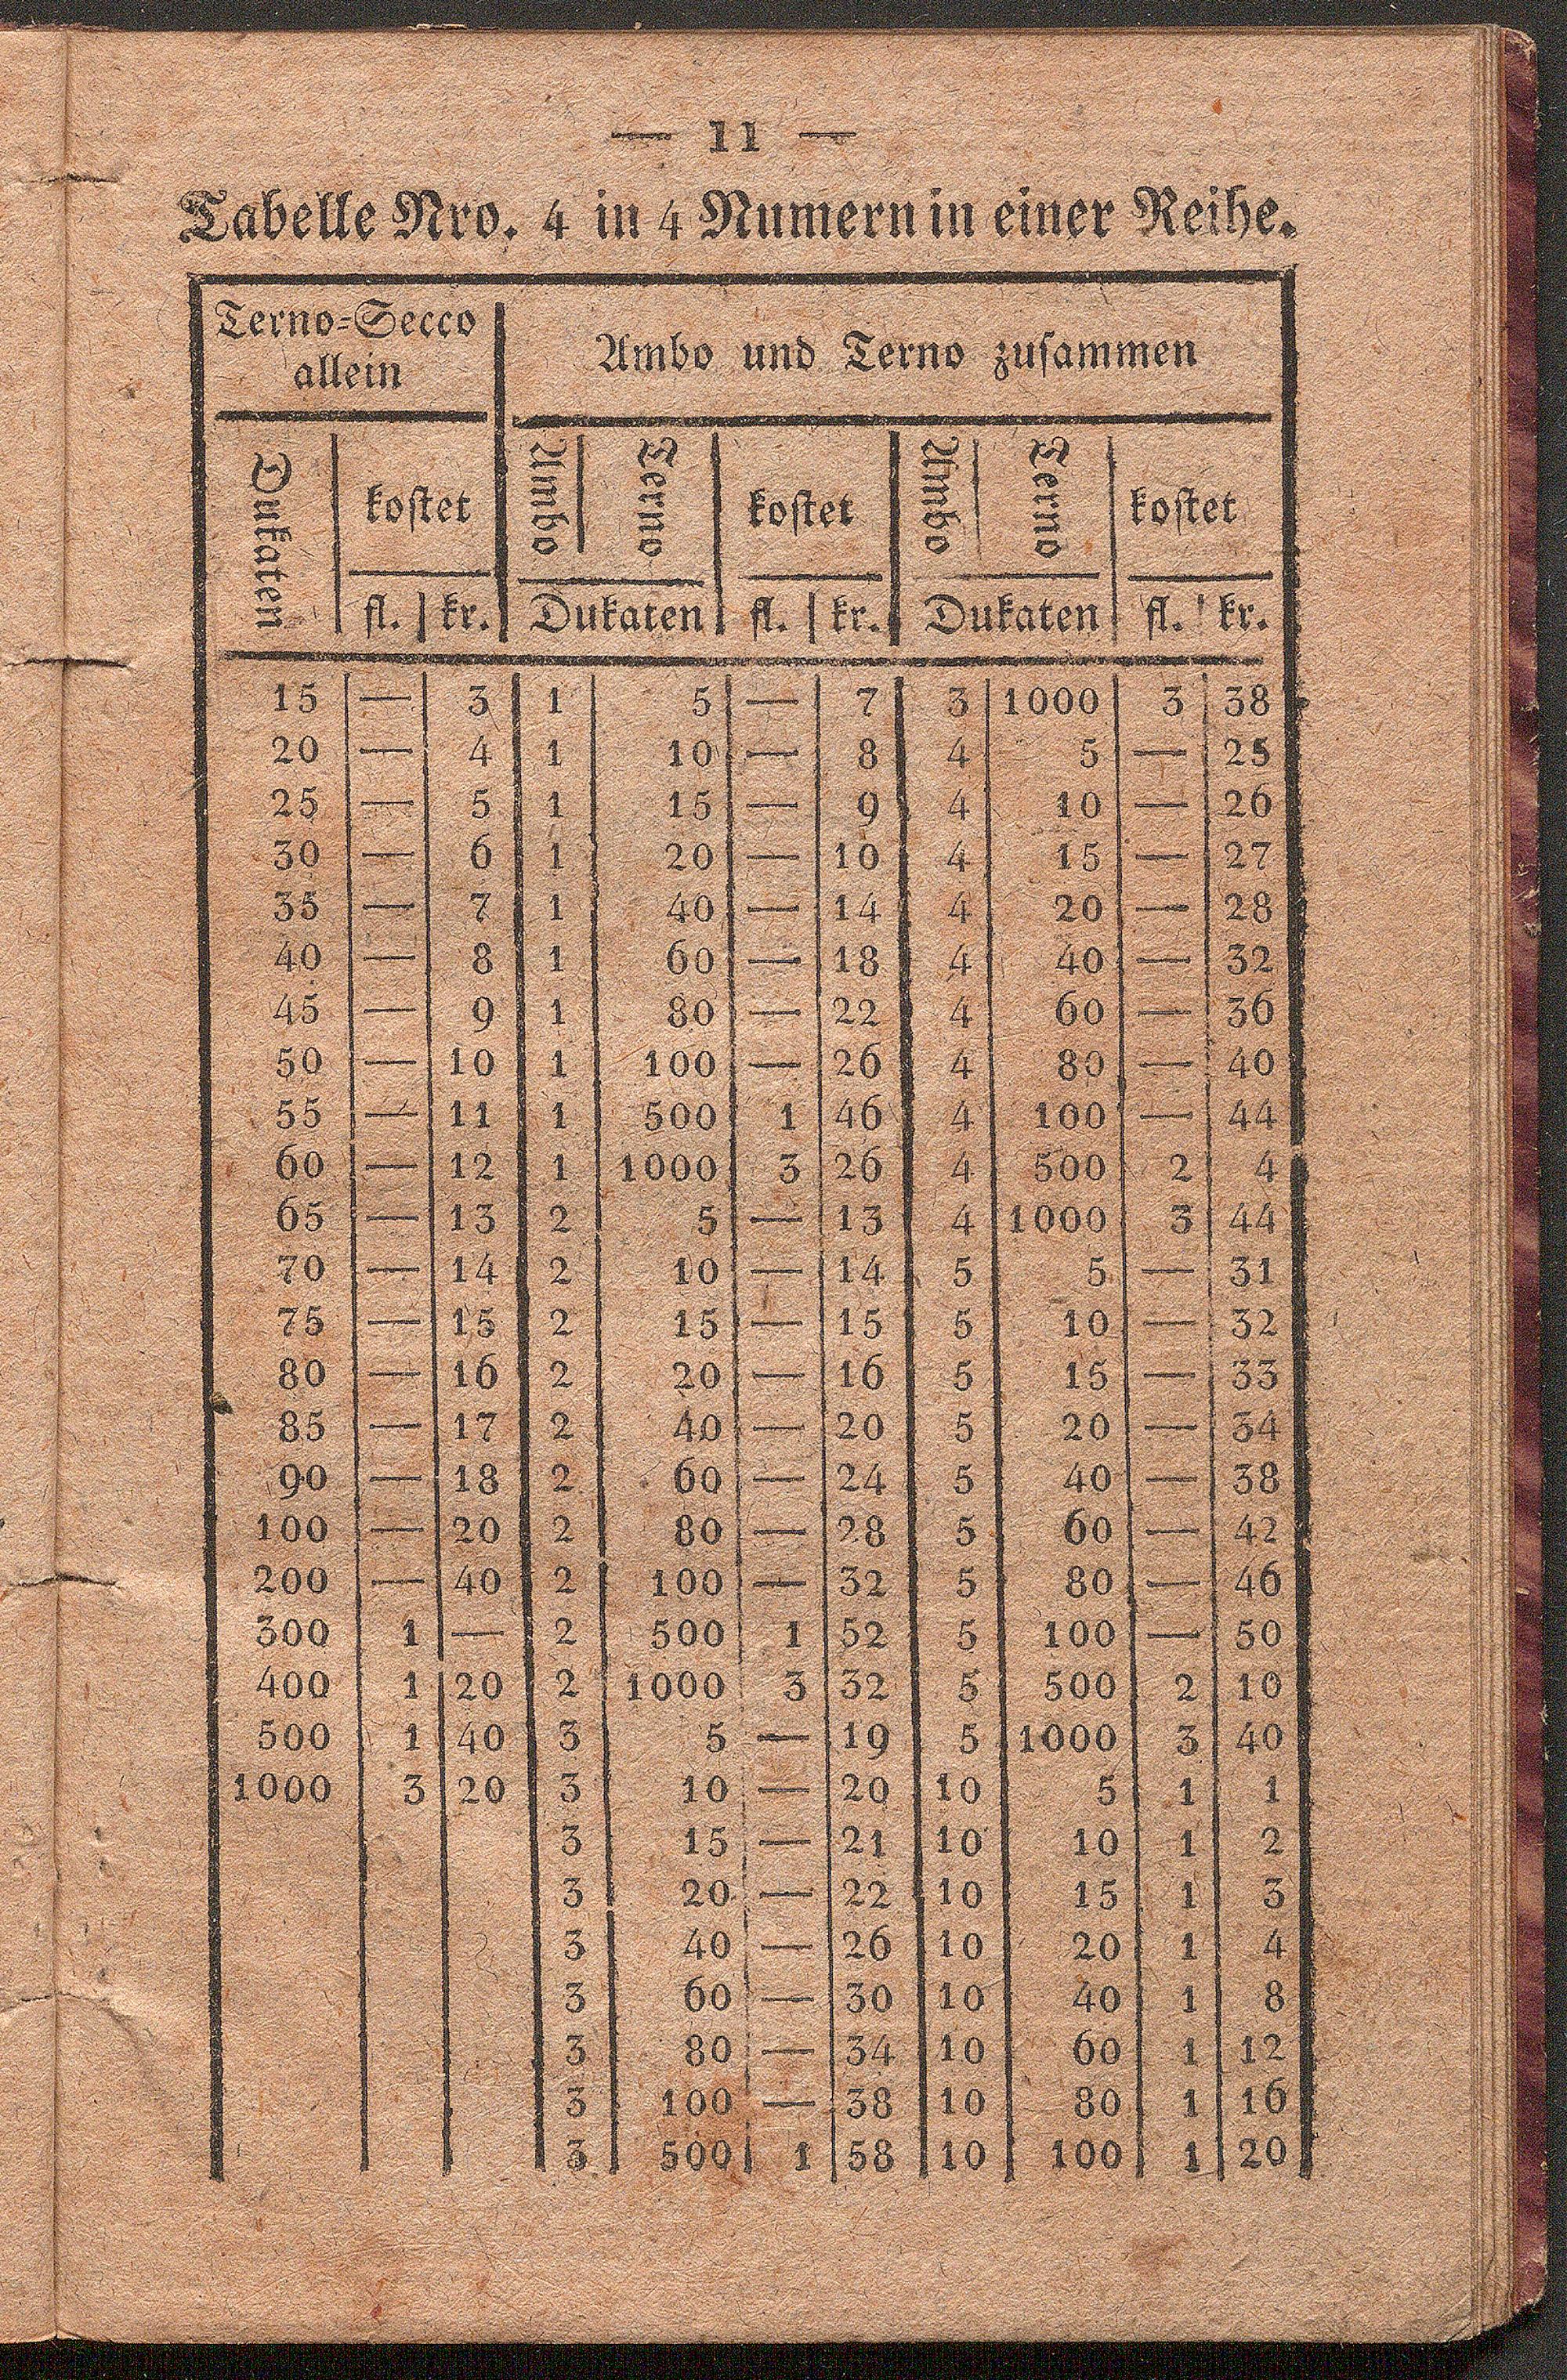 — 11 —
Tabelle Nro. 4 in 4 Numern in einer Reihe.
Terno-Secco allein | Ambo und Terno zusammen
Dukaten | kostet | Ambo | Terno | kostet | Ambo | Terno | kostet
fl. | kr. | Dukaten | fl. | kr. | Dukaten | fl. | kr.
15 | — | 3 | 1 | 5 | — | 7 | 3 | 1000 | 3 | 38
20 | — | 4 | 1 | 10 | — | 8 | 4 | 5 | — | 25
25 | — | 5 | 1 | 15 | — | 9 | 4 | 10 | — | 26
30 | — | 6 | 1 | 20 | — | 10 | 4 | 15 | — | 27
35 | — | 7 | 1 | 40 | — | 14 | 4 | 20 | — | 28
40 | — | 8 | 1 | 60 | — | 18 | 4 | 40 | — | 32
45 | — | 9 | 1 | 80 | — | 22 | 4 | 60 | — | 36
50 | — | 10 | 1 | 100 | — | 26 | 4 | 80 | — | 40
55 | — | 11 | 1 | 500 | 1 | 46 | 4 | 100 | — | 44
60 | — | 12 | 1 | 1000 | 3 | 26 | 4 | 500 | 2 | 4
65 | — | 13 | 2 | 5 | — | 13 | 4 | 1000 | 3 | 44
70 | — | 14 | 2 | 10 | — | 14 | 5 | 5 | — | 31
75 | — | 15 | 2 | 15 | — | 15 | 5 | 10 | — | 32
80 | — | 16 | 2 | 20 | — | 16 | 5 | 15 | — | 33
85 | — | 17 | 2 | 40 | — | 20 | 5 | 20 | — | 34
90 | — | 18 | 2 | 60 | — | 24 | 5 | 40 | — | 38
100 | — | 20 | 2 | 80 | — | 28 | 5 | 60 | — | 42
200 | — | 40 | 2 | 100 | — | 32 | 5 | 80 | — | 46
300 | 1 | — | 2 | 500 | 1 | 52 | 5 | 100 | — | 50
400 | 1 | 20 | 2 | 1000 | 3 | 32 | 5 | 500 | 2 | 10
500 | 1 | 40 | 3 | 5 | — | 19 | 5 | 1000 | 3 | 40
1000 | 3 | 20 | 3 | 10 | — | 20 | 10 | 5 | 1 | 1
3 | 15 | — | 21 | 10 | 10 | 1 | 2
3 | 20 | — | 22 | 10 | 15 | 1 | 3
3 | 40 | — | 26 | 10 | 20 | 1 | 4
3 | 60 | — | 30 | 10 | 40 | 1 | 8
3 | 80 | — | 34 | 10 | 60 | 1 | 12
3 | 100 | — | 38 | 10 | 80 | 1 | 16
3 | 500 | 1 | 58 | 10 | 100 | 1 | 20